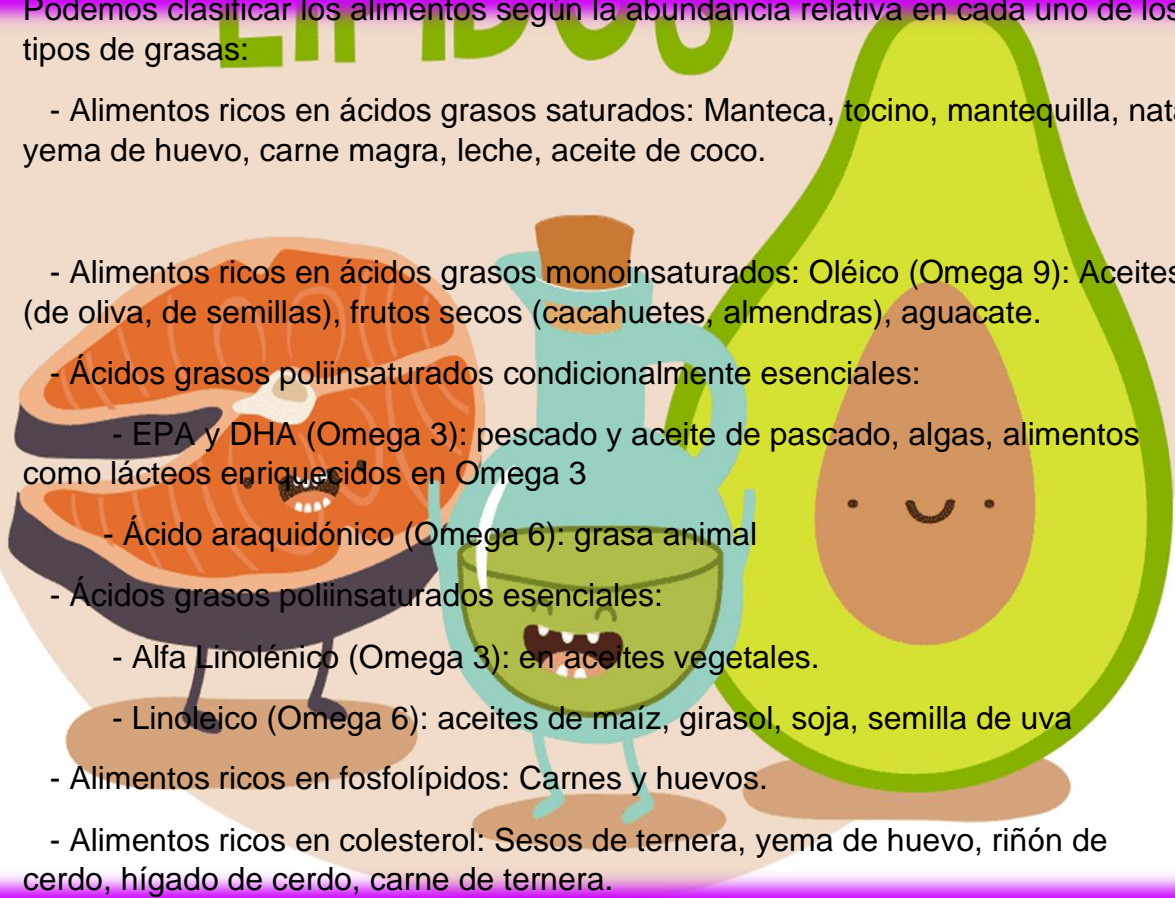 LÍPIDOS
Podemos clasificar los alimentos según la abundancia relativa en cada uno de los
tipos de grasas:
- Alimentos ricos en ácidos grasos saturados: Manteca, tocino, mantequilla, nata
yema de huevo, carne magra, leche, aceite de coco.
- Alimentos ricos en ácidos grasos monoinsaturados: Oléico (Omega 9): Aceites
(de oliva, de semillas), frutos secos (cacahuetes, almendras), aguacate.
- Ácidos grasos poliinsaturados condicionalmente esenciales:
- EPA y DHA (Omega 3): pescado y aceite de pascado, algas, alimentos
como lácteos enriquecidos en Omega 3
- Ácido araquidónico (Omega 6): grasa animal
- Ácidos grasos poliinsaturados esenciales:
- Alfa Linolénico (Omega 3): en aceites vegetales.
- Linoleico (Omega 6): aceites de maíz, girasol, soja, semilla de uva
- Alimentos ricos en fosfolípidos: Carnes y huevos.
- Alimentos ricos en colesterol: Sesos de ternera, yema de huevo, riñón de
cerdo, hígado de cerdo, carne de ternera.